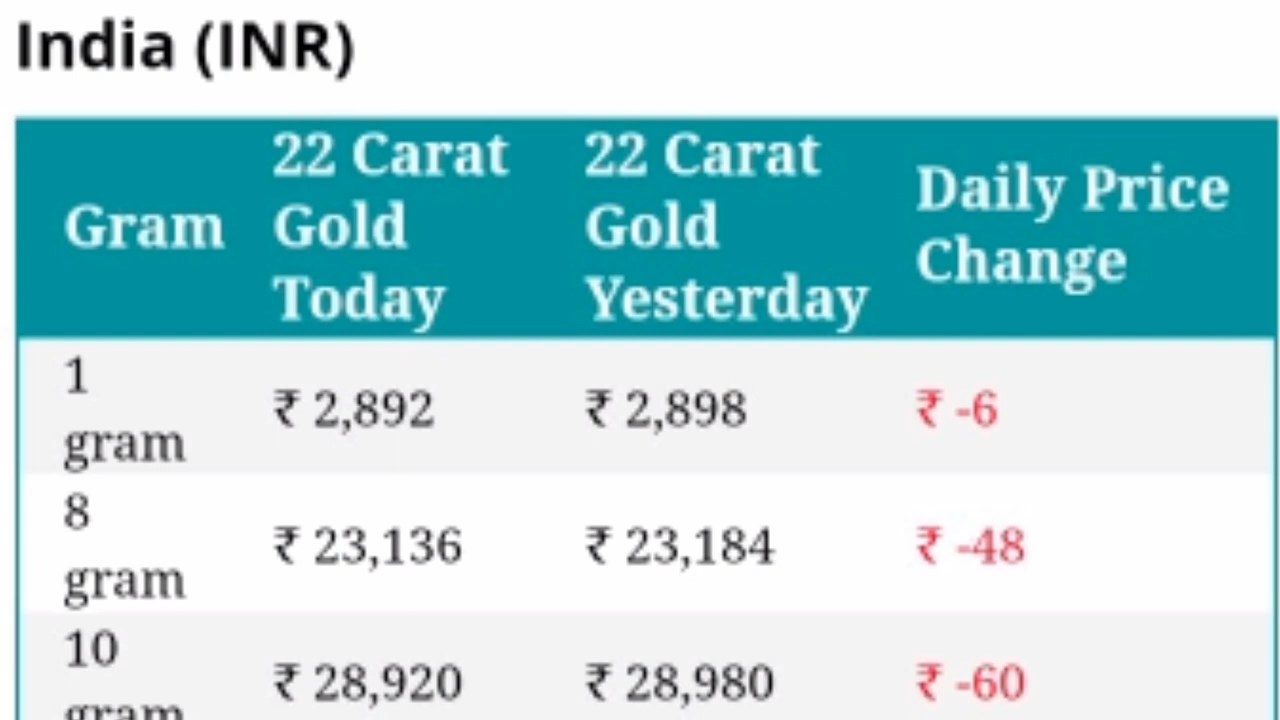 India (INR)
Gram
22 Carat
Gold
Today
22 Carat
Gold
Yesterday
Daily Price
Change
1
gram
₹ 2,892
₹ 2,898
₹ -6
8
gram
₹ 23,136
₹ 23,184
₹ -48
10
gram
₹ 28,920
₹ 28,980
₹ -60